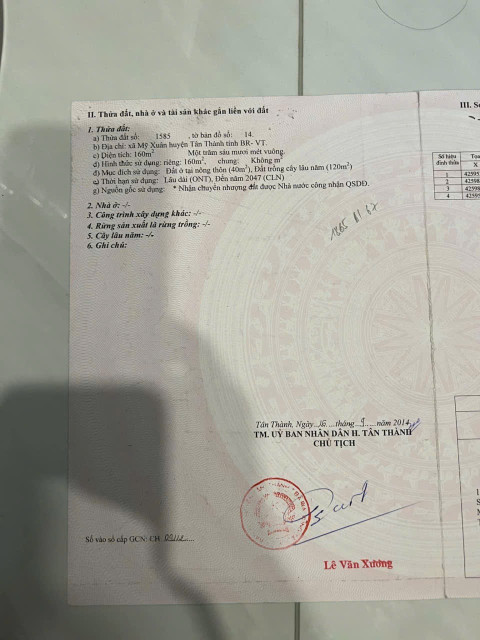 II. Thửa đất, nhà ở và tài sản khác gắn liền với đất
1. Thửa đất:
a) Thửa đất số: 1585 , tờ bản đồ số: 14.
b) Địa chỉ: xã Mỹ Xuân huyện Tân Thành tỉnh BR- VT.
c) Diện tích: 160m² Một trăm sáu mươi mét vuông.
d) Hình thức sử dụng: riêng: 160m², chung: Không m²
đ) Mục đích sử dụng: Đất ở tại nông thôn (40m²), Đất trồng cây lâu năm (120m²)
e) Thời hạn sử dụng: Lâu dài (ONT), Đến năm 2047 (CLN)
g) Nguồn gốc sử dụng: * Nhận chuyển nhượng đất được Nhà nước công nhận QSDĐ.
2. Nhà ở: -/-
3. Công trình xây dựng khác: -/-
4. Rừng sản xuất là rừng trồng: -/-
5. Cây lâu năm: -/-
6. Ghi chú:
Tân Thành, Ngày 16 tháng 9 năm 2014
TM. UỶ BAN NHÂN DÂN H. TÂN THÀNH
CHỦ TỊCH
Lê Văn Xương
Số vào sổ cấp GCN: CH
III. S
Số hiệu
đỉnh thửa
X
1
2
3
4